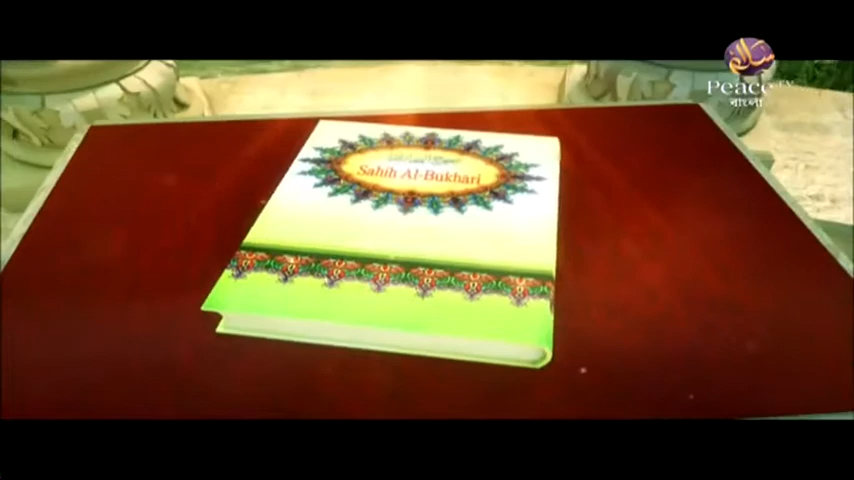 Peace TV
বাংলা
Sahih Al-Bukhari